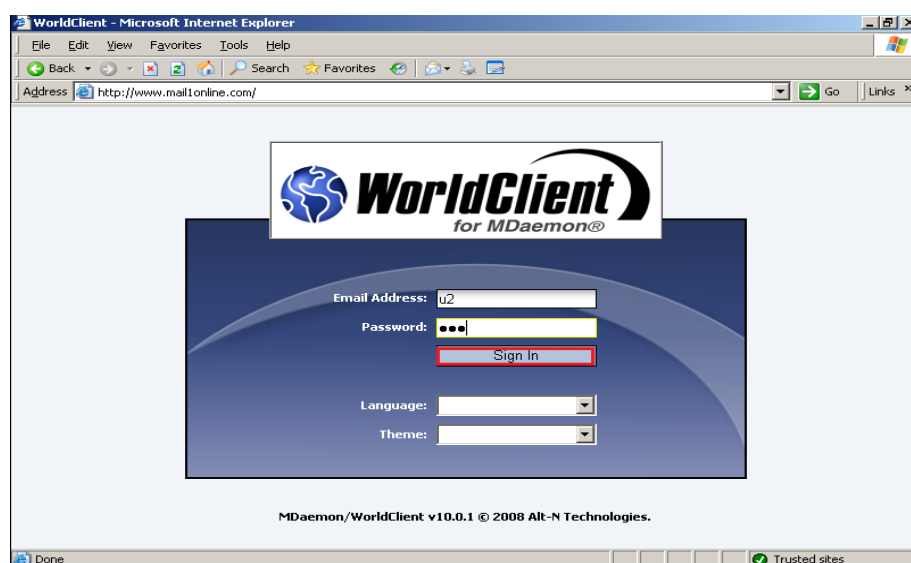 WorldClient - Microsoft Internet Explorer
File Edit View Favorites Tools Help
Back Search Favorites
Address http://www.mail1online.com/ Go Links »
WorldClient
for MDaemon®
Email Address: u2
Password: •••
Sign In
Language:
Theme:
MDaemon/WorldClient v10.0.1 © 2008 Alt-N Technologies.
Done Trusted sites